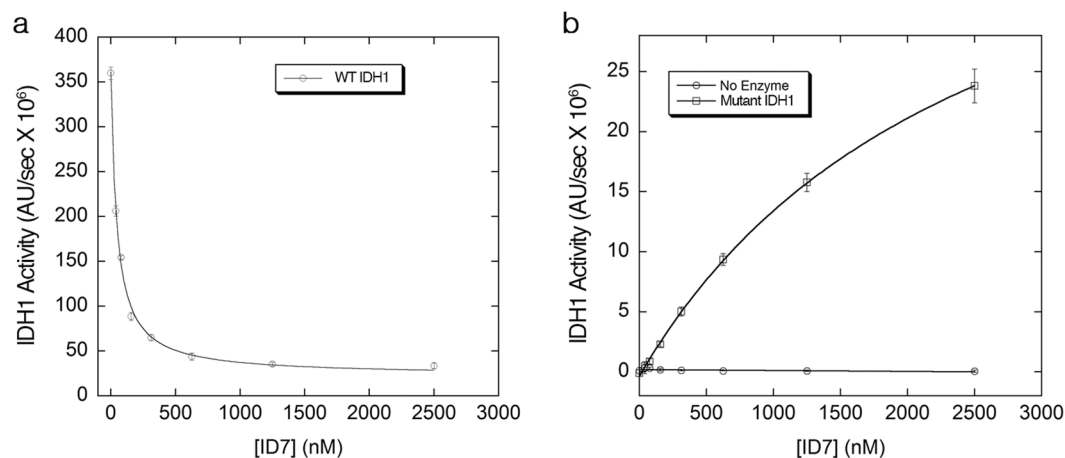 a
IDH1 Activity (AU/sec X 10⁶)
400
350
300
250
200
150
100
50
0
WT IDH1
0 500 1000 1500 2000 2500 3000
[ID7] (nM)
b
IDH1 Activity (AU/sec X 10⁶)
25
20
15
10
5
0
No Enzyme
Mutant IDH1
0 500 1000 1500 2000 2500 3000
[ID7] (nM)